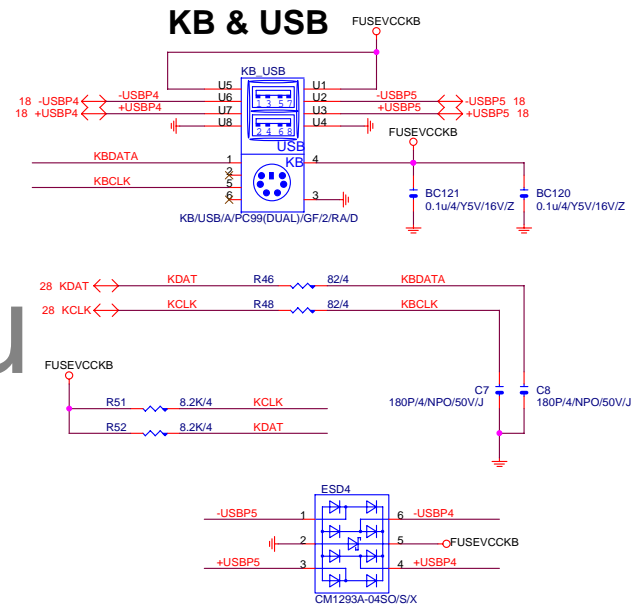 KB & USB
FUSEVCCKB
KB_USB
U5 U1
18 -USBP4 -USBP4 U6 U2 -USBP5 -USBP5 18
18 +USBP4 +USBP4 U7 U3 +USBP5 +USBP5 18
U8 U4
1 3 5 7
2 4 6 8
USB
FUSEVCCKB
KBDATA 1 KB 4
2
KBCLK 5
6 3
BC121 BC120
0.1u/4/Y5V/16V/Z 0.1u/4/Y5V/16V/Z
KB/USB/A/PC99(DUAL)/GF/2/RA/D
28 KDAT KDAT R46 82/4 KBDATA
28 KCLK KCLK R48 82/4 KBCLK
u
FUSEVCCKB
C7 C8
180P/4/NPO/50V/J 180P/4/NPO/50V/J
R51 8.2K/4 KCLK
R52 8.2K/4 KDAT
ESD4
-USBP5 1 6 -USBP4
2 5 FUSEVCCKB
+USBP5 3 4 +USBP4
CM1293A-04SO/S/X